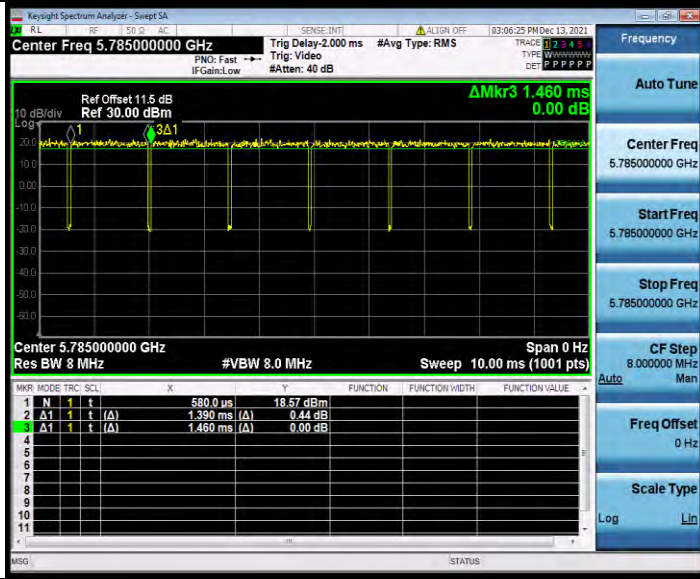 Keysight Spectrum Analyzer - Swept SA
RL RF 50 Ω AC SENSE:INT ALIGN OFF 03:06:25 PM Dec 13, 2021
Center Freq 5.785000000 GHz
PNO: Fast
IFGain:Low
Trig Delay-2.000 ms
Trig: Video
#Atten: 40 dB
#Avg Type: RMS
TRACE 1 2 3 4 5 6
TYPE
DET P P P P P P
ΔMkr3 1.460 ms
0.00 dB
Ref Offset 11.5 dB
10 dB/div Ref 30.00 dBm
Log
1
3Δ1
20.0
10.0
0.00
-10.0
-20.0
-30.0
-40.0
-50.0
-60.0
Center 5.785000000 GHz Span 0 Hz
Res BW 8 MHz #VBW 8.0 MHz Sweep 10.00 ms (1001 pts)
MKR MODE TRC SCL X Y FUNCTION FUNCTION WIDTH FUNCTION VALUE
1 N 1 t 580.0 µs 18.57 dBm
2 Δ1 1 t (Δ) 1.390 ms (Δ) 0.44 dB
3 Δ1 1 t (Δ) 1.460 ms (Δ) 0.00 dB
4
5
6
7
8
9
10
11
MSG STATUS
Frequency
Auto Tune
Center Freq
5.785000000 GHz
Start Freq
5.785000000 GHz
Stop Freq
5.785000000 GHz
CF Step
8.000000 MHz
Auto Man
Freq Offset
0 Hz
Scale Type
Log Lin